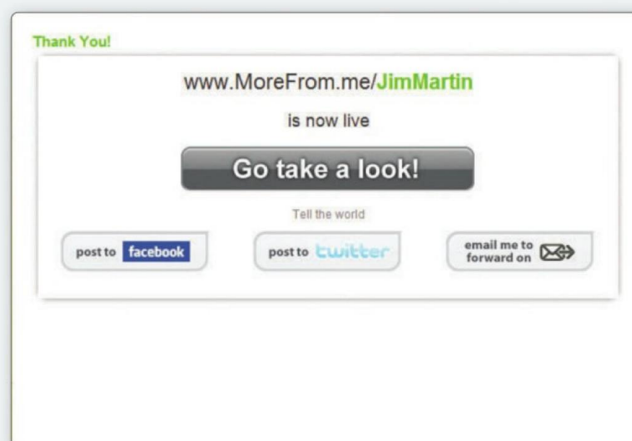 Thank You!
www.MoreFrom.me/JimMartin
is now live
Go take a look!
Tell the world
post to facebook
post to twitter
email me to
forward on